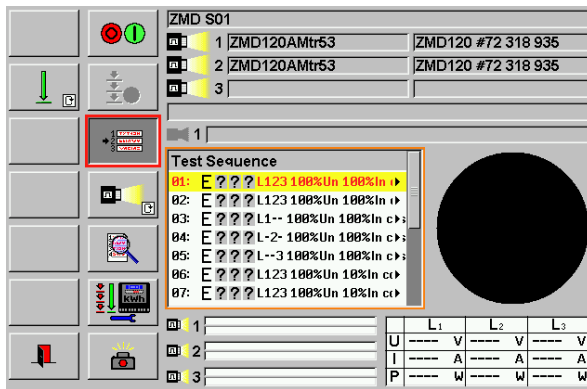 ZMD S01
1 ZMD120AMtr53 ZMD120 #72 318 935
2 ZMD120AMtr53 ZMD120 #72 318 935
3
1
Test Sequence
01: E ? ? ? L123 100%Un 100%In c
02: E ? ? ? L123 100%Un 100%In c
03: E ? ? ? L1-- 100%Un 100%In c
04: E ? ? ? L-2- 100%Un 100%In c
05: E ? ? ? L--3 100%Un 100%In c
06: E ? ? ? L123 100%Un 10%In co
07: E ? ? ? L123 100%Un 10%In co
kWh
1
2
3
L1 L2 L3
U ---- V ---- V ---- V
I ---- A ---- A ---- A
P ---- W ---- W ---- W